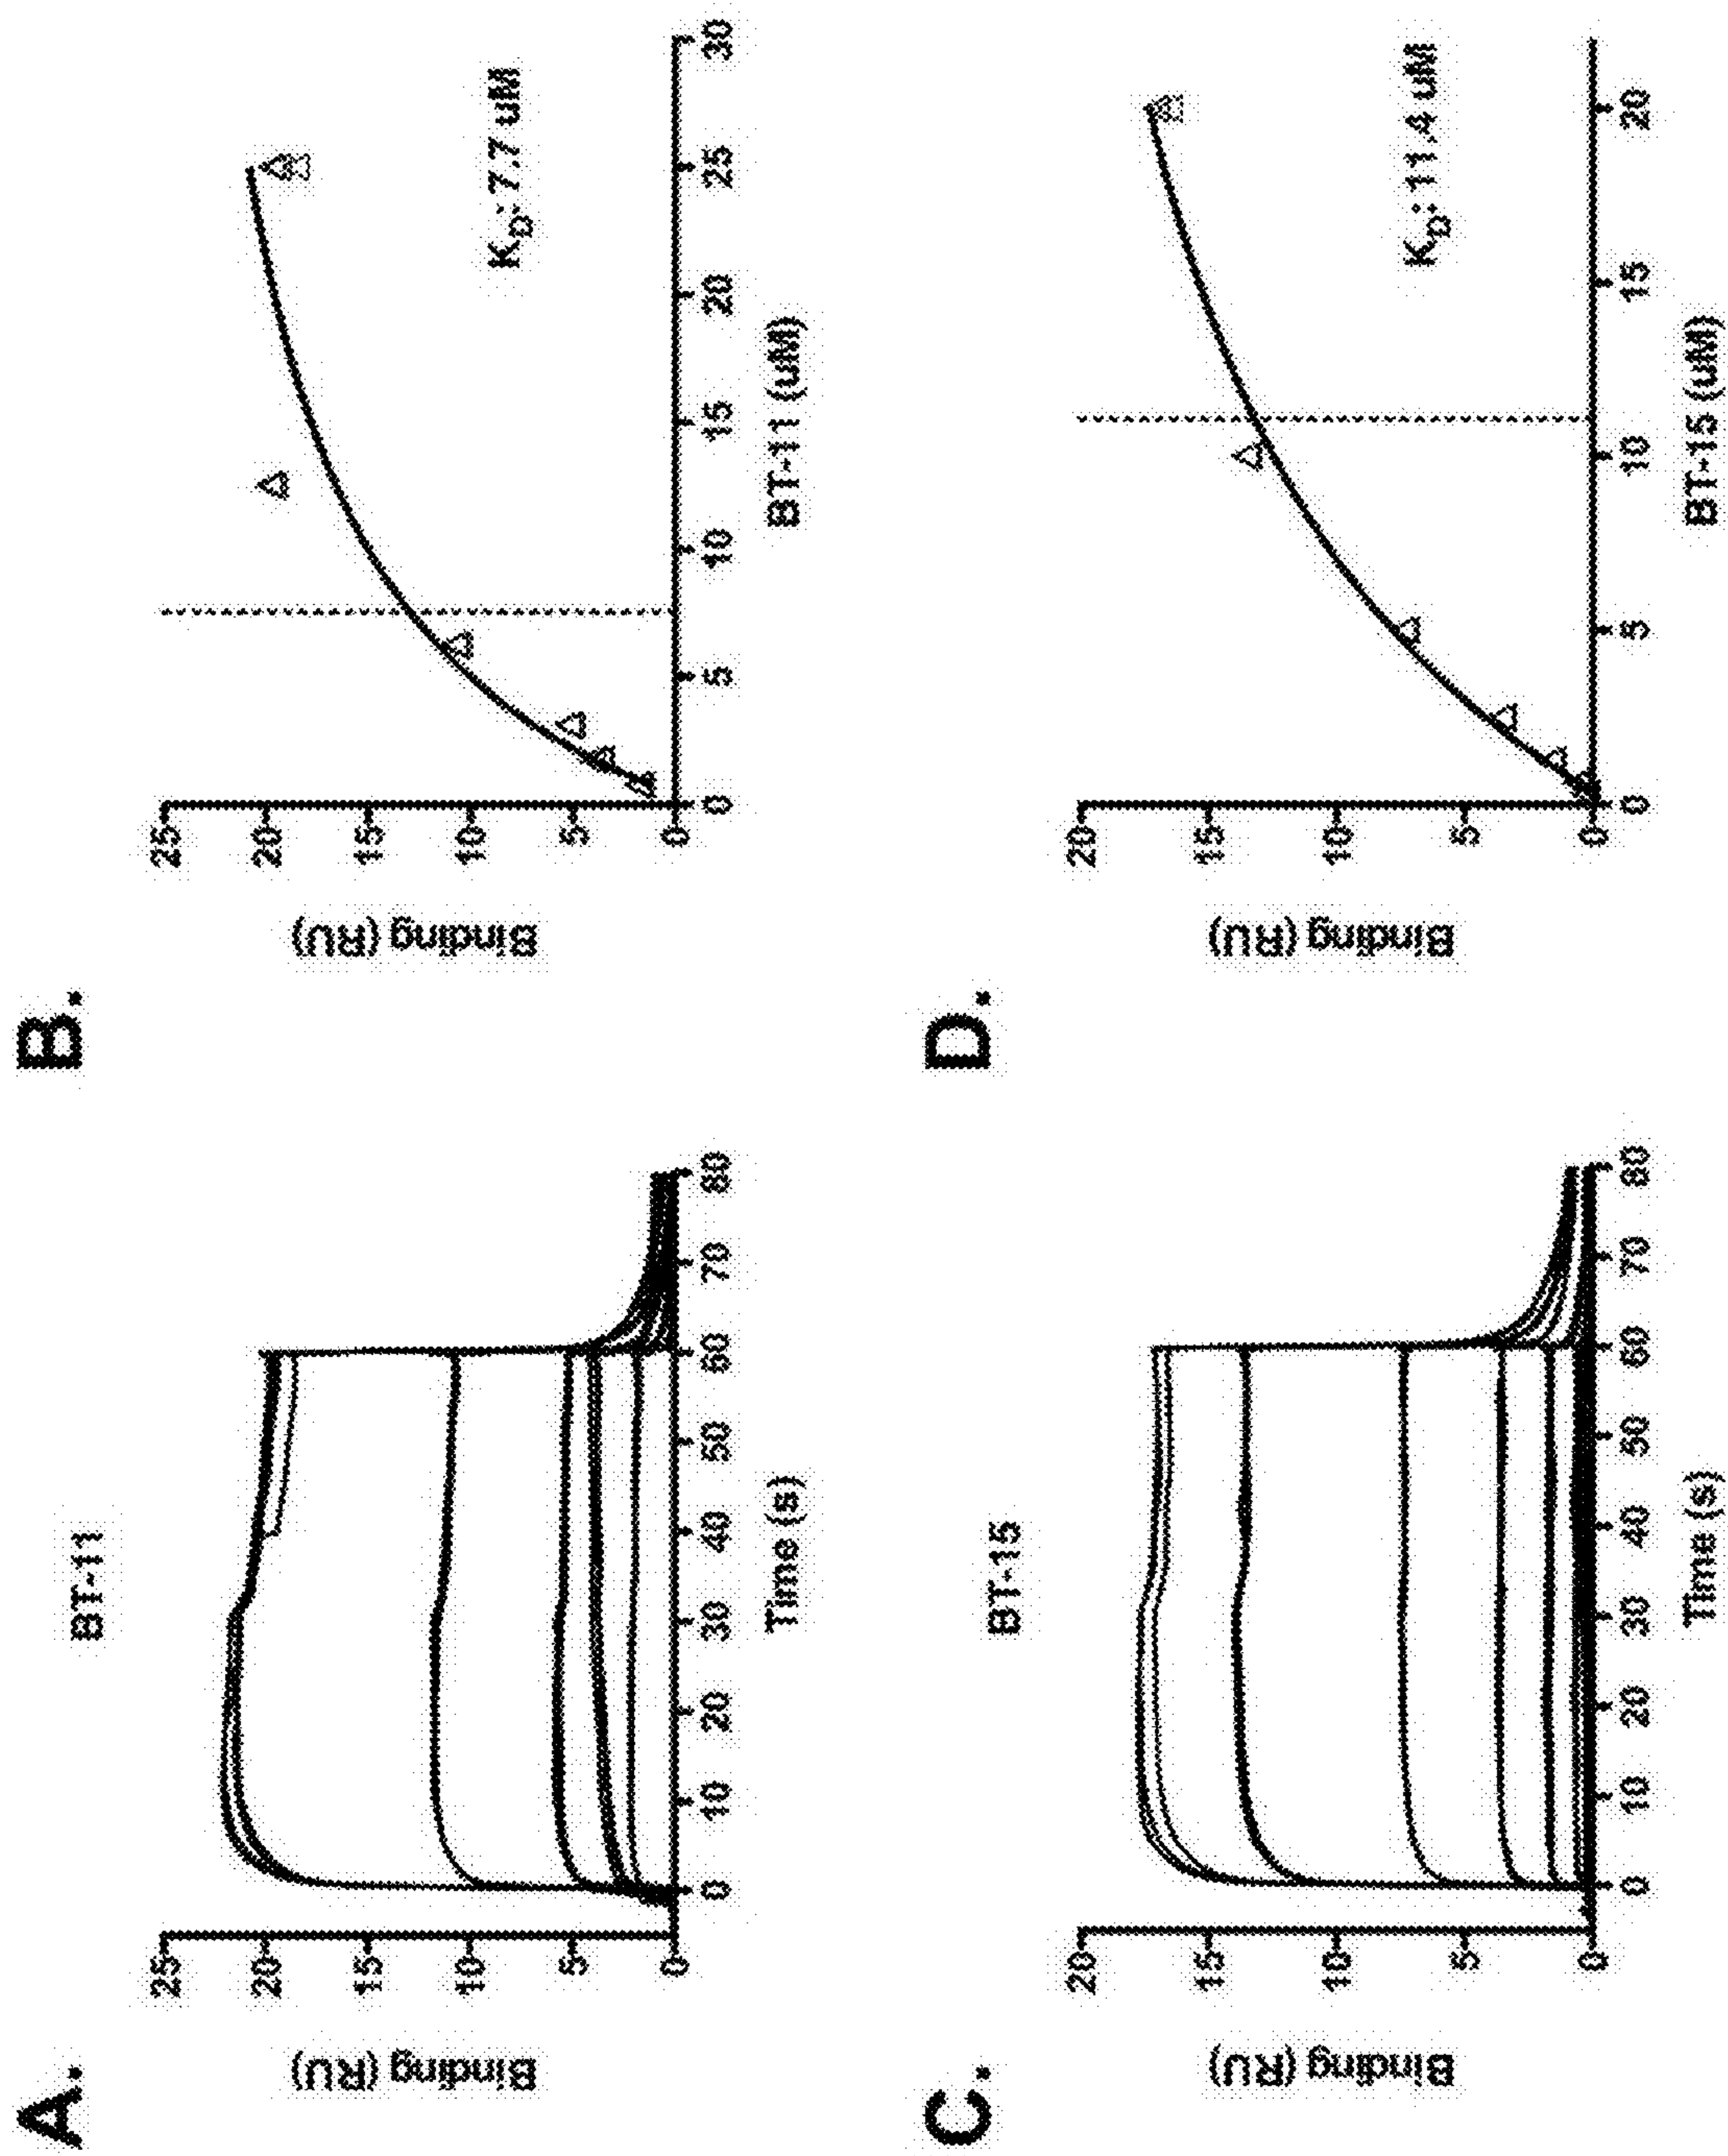 A.
BT-11
Binding (RU)
25
20
15
10
5
0
0 10 20 30 40 50 60 70 80
Time (s)
B.
Binding (RU)
25
20
15
10
5
0
K_D: 7.7 uM
0 5 10 15 20 25 30
BT-11 (uM)
C.
BT-15
Binding (RU)
20
15
10
5
0
0 10 20 30 40 50 60 70 80
Time (s)
D.
Binding (RU)
20
15
10
5
0
K_D: 11.4 uM
0 5 10 15 20
BT-15 (uM)